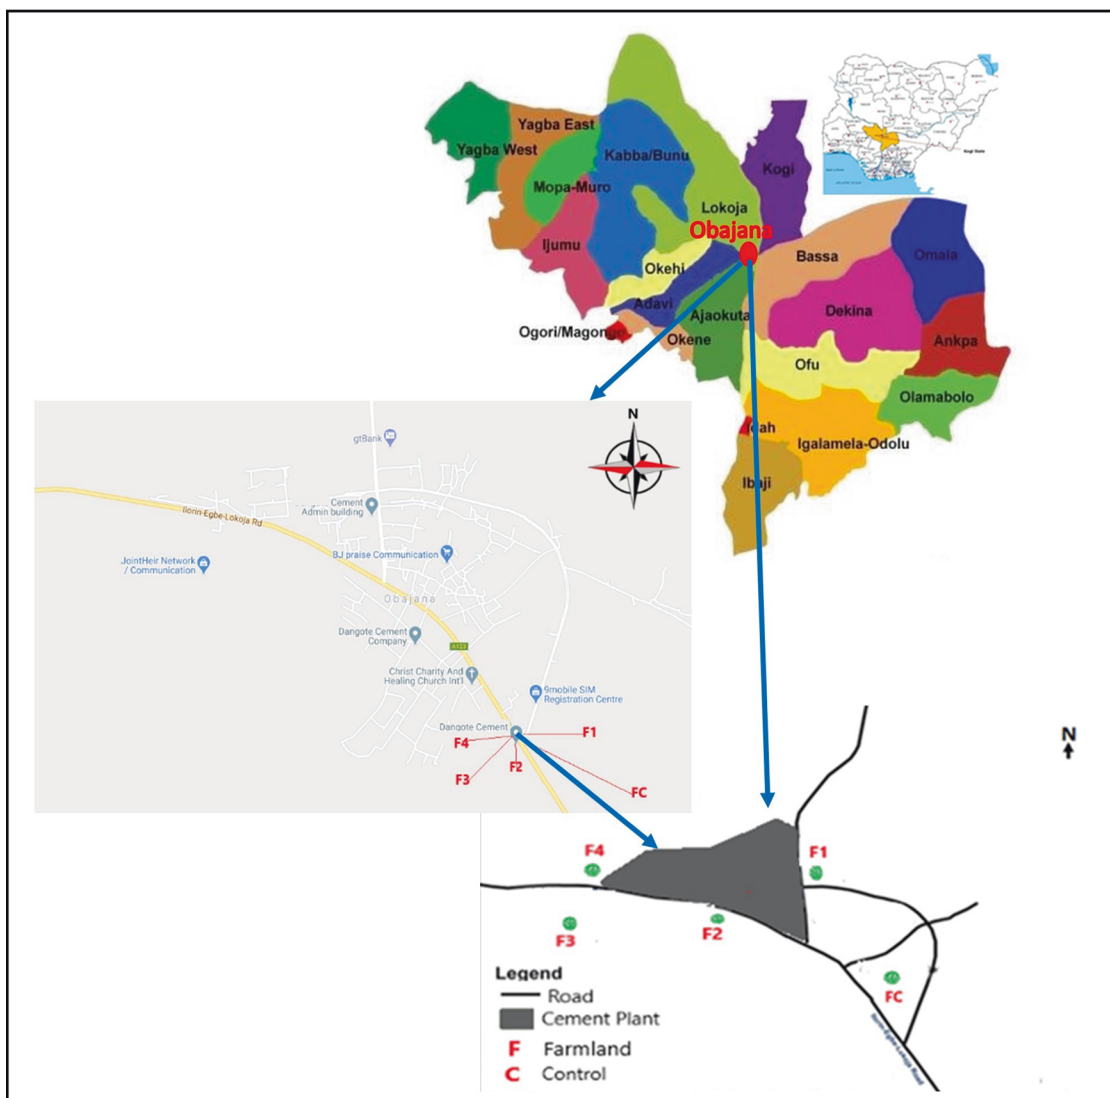 Yagba East
Yagba West
Kabba/Bunu
Kogi
Mopa-Muro
Lokoja
Obajana
Ijumu
Bassa
Omala
Okehi
Adavi
Ajaokuta
Dekina
Ogori/Magongo
Okene
Ankpa
Ofu
Olamabolo
Idah
Igalamela-Odolu
Ibaji
Kogi State
N
gtBank
Ilorin-Egbe-Lokoja Rd
Cement
Admin building
JointHeir Network
/ Communication
BJ praise Communication
Obajana
Dangote Cement
Company
A123
Christ Charity And
Healing Church Int'l
9mobile SIM
Registration Centre
Dangote Cement
F1
F4
F2
F3
FC
N
F4
F1
F3
F2
FC
Ilorin-Egbe-Lokoja Road
Legend
Road
Cement Plant
F Farmland
C Control